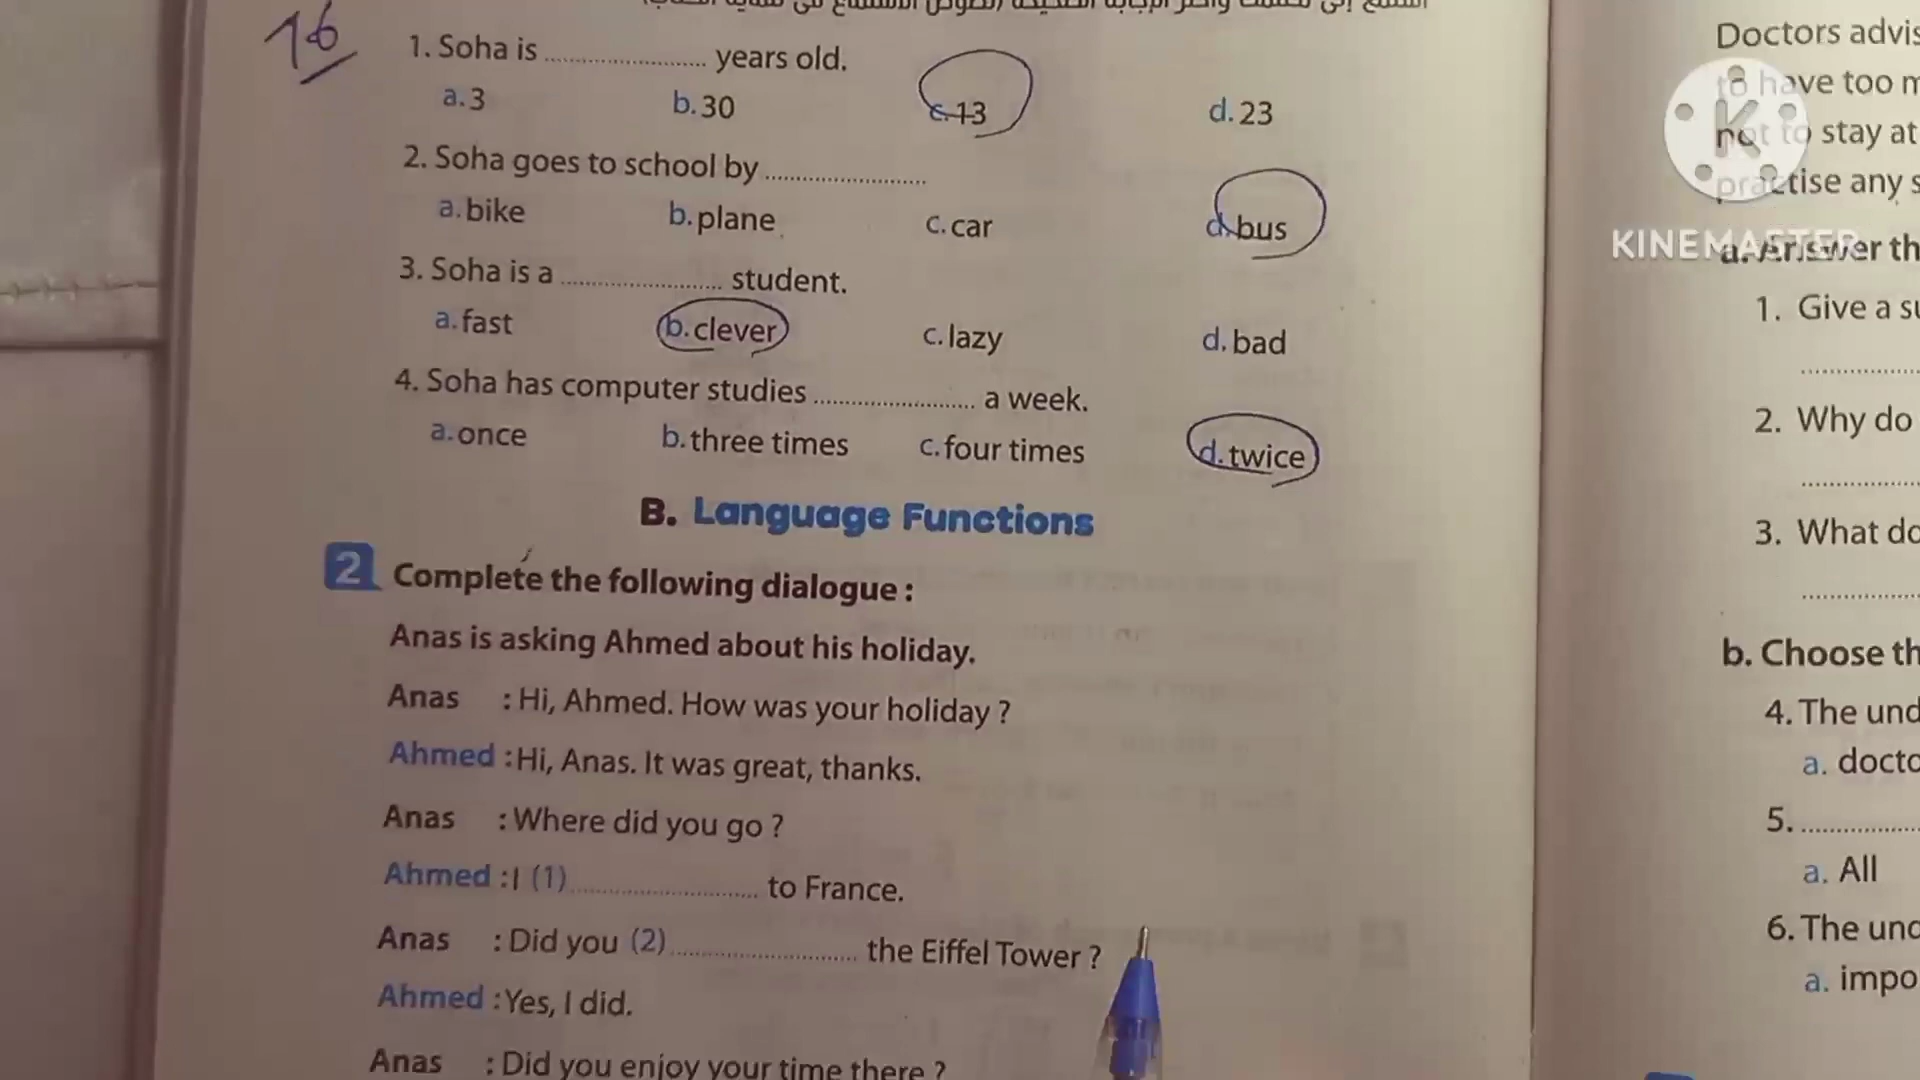 16
1. Soha is ........................ years old.
a. 3 b. 30 c. 13 d. 23
2. Soha goes to school by ........................
a. bike b. plane c. car d. bus
3. Soha is a ........................ student.
a. fast b. clever c. lazy d. bad
4. Soha has computer studies ........................ a week.
a. once b. three times c. four times d. twice
B. Language Functions
2 Complete the following dialogue :
Anas is asking Ahmed about his holiday.
Anas : Hi, Ahmed. How was your holiday ?
Ahmed : Hi, Anas. It was great, thanks.
Anas : Where did you go ?
Ahmed : I (1) ........................ to France.
Anas : Did you (2) ........................ the Eiffel Tower ?
Ahmed : Yes, I did.
Anas : Did you enjoy your time there ?
Doctors advis
to have too m
not to stay at
practise any s
KINEMASTER
a. Answer th
1. Give a su
2. Why do
3. What do
b. Choose th
4. The und
a. docto
5. ..................
a. All
6. The und
a. impo